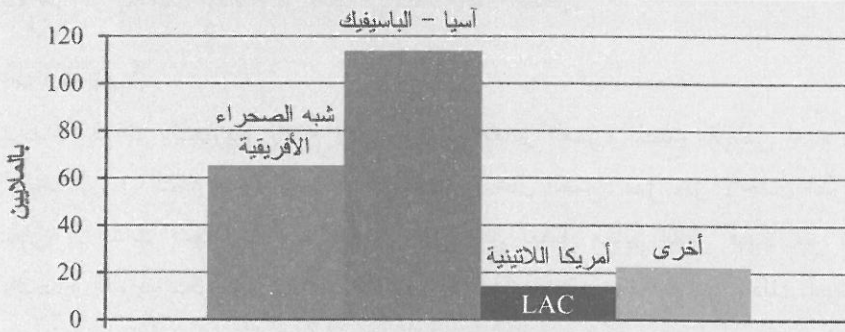 آسيا – الباسيفيك
شبه الصحراء
الأفريقية
أمريكا اللاتينية
LAC
أخرى
بالملايين
120
100
80
60
40
20
0